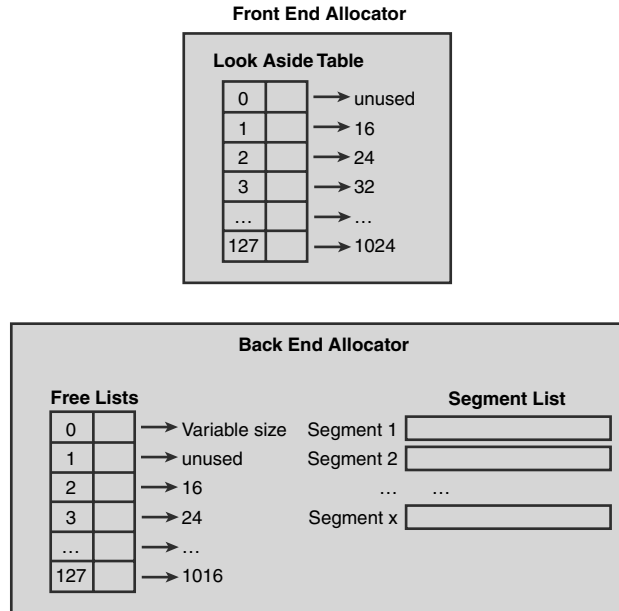 Front End Allocator
Look Aside Table
0 unused
1 16
2 24
3 32
… …
127 1024
Back End Allocator
Free Lists
0 Variable size
1 unused
2 16
3 24
… …
127 1016
Segment List
Segment 1
Segment 2
… …
Segment x